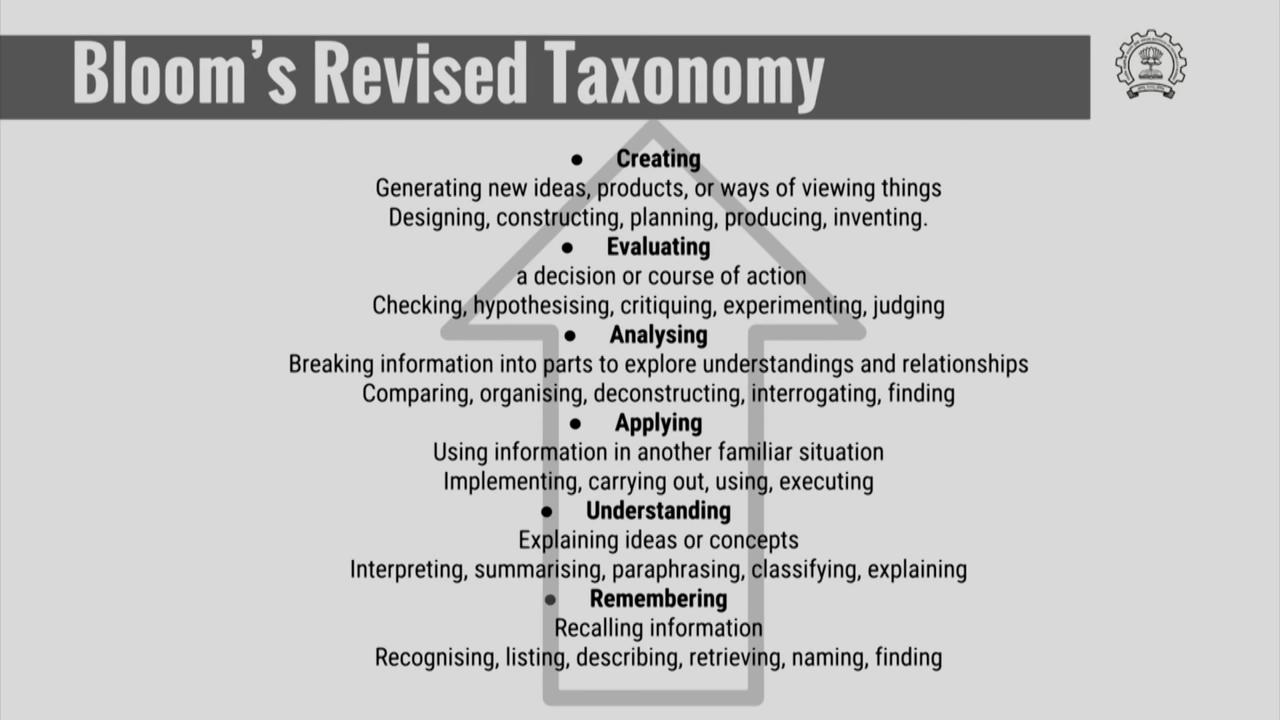 Bloom's Revised Taxonomy
● Creating
Generating new ideas, products, or ways of viewing things
Designing, constructing, planning, producing, inventing.
● Evaluating
a decision or course of action
Checking, hypothesising, critiquing, experimenting, judging
● Analysing
Breaking information into parts to explore understandings and relationships
Comparing, organising, deconstructing, interrogating, finding
● Applying
Using information in another familiar situation
Implementing, carrying out, using, executing
● Understanding
Explaining ideas or concepts
Interpreting, summarising, paraphrasing, classifying, explaining
● Remembering
Recalling information
Recognising, listing, describing, retrieving, naming, finding